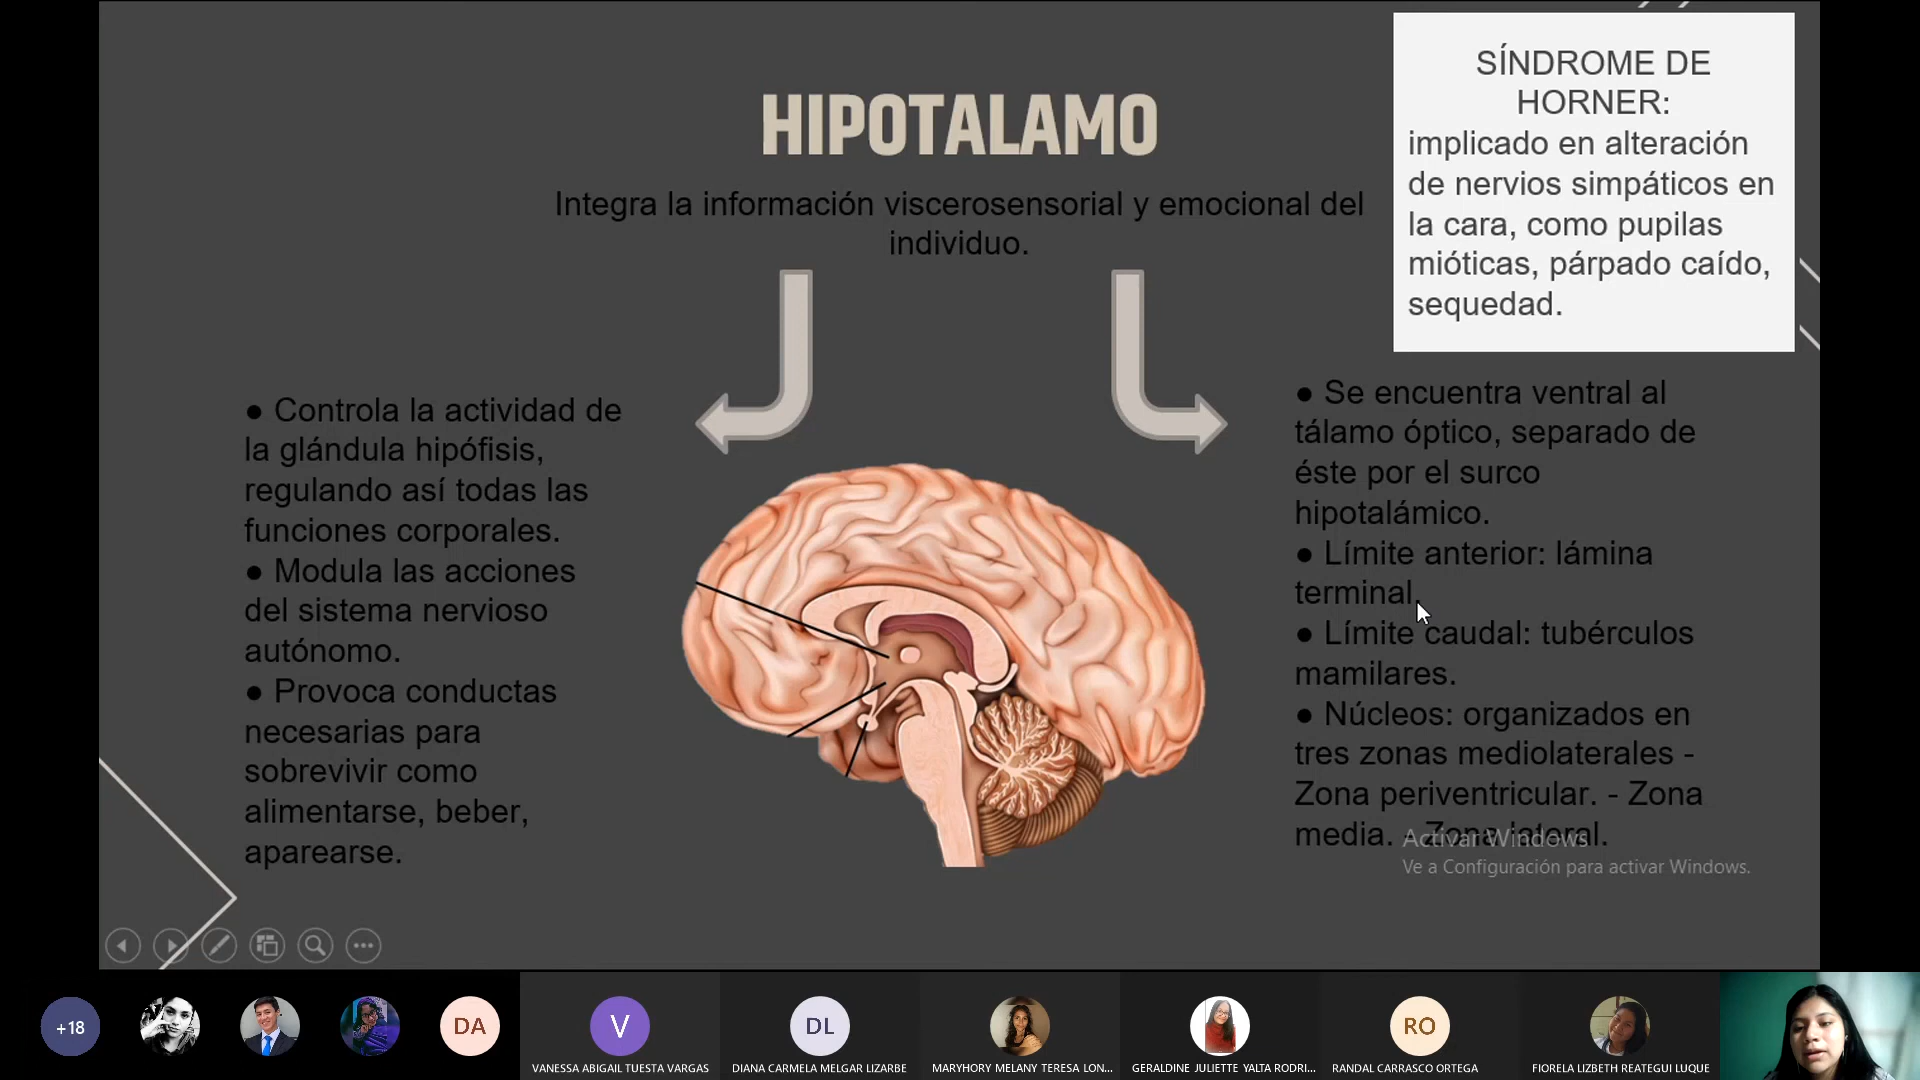 HIPOTALAMO
Integra la información viscerosensorial y emocional del
individuo.
SÍNDROME DE
HORNER:
implicado en alteración
de nervios simpáticos en
la cara, como pupilas
mióticas, párpado caído,
sequedad.
● Controla la actividad de
la glándula hipófisis,
regulando así todas las
funciones corporales.
● Modula las acciones
del sistema nervioso
autónomo.
● Provoca conductas
necesarias para
sobrevivir como
alimentarse, beber,
aparearse.
● Se encuentra ventral al
tálamo óptico, separado de
éste por el surco
hipotalámico.
● Límite anterior: lámina
terminal.
● Límite caudal: tubérculos
mamilares.
● Núcleos: organizados en
tres zonas mediolaterales -
Zona periventricular. - Zona
media. - Zona lateral.
Activar Windows
Ve a Configuración para activar Windows.
+18
DA
V
DL
RO
VANESSA ABIGAIL TUESTA VARGAS
DIANA CARMELA MELGAR LIZARBE
MARYHORY MELANY TERESA LON...
GERALDINE JULIETTE YALTA RODRI...
RANDAL CARRASCO ORTEGA
FIORELA LIZBETH REATEGUI LUQUE